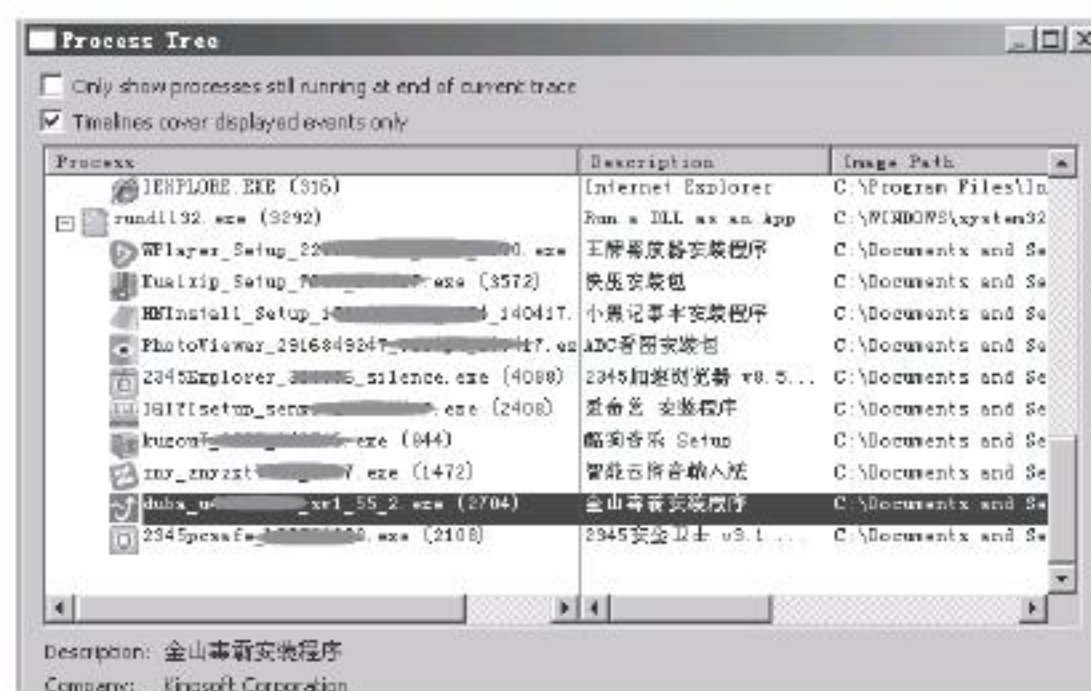 Process Tree
Only show processes still running at end of current trace
Timelines cover displayed events only
Process Description Image Path
IEXPLORE.EXE (316) Internet Explorer C:\Program Files\In
rundll32.exe (3292) Run a DLL as an App C:\WINDOWS\system32
WPlayer_Setup_22 0.exe 王牌播放器安装程序 C:\Documents and Se
Kuaizip_Setup_ exe (3572) 快压安装包 C:\Documents and Se
HNInstall_Setup_1 _140417. 小黑记事本安装程序 C:\Documents and Se
PhotoViewer_2916849247_ 17.ex ABC看图安装包 C:\Documents and Se
2345Explorer_ _silence.exe (4088) 2345加速浏览器 v8.5... C:\Documents and Se
exe (2408) 爱奇艺 安装程序 C:\Documents and Se
exe (844) 酷狗音乐 Setup C:\Documents and Se
zny_znyzzt 7.exe (1472) 智能云拼音输入法 C:\Documents and Se
duba_u xv1_55_2.exe (2704) 金山毒霸安装程序 C:\Documents and Se
2345pcsafe_ .exe (2108) 2345安全卫士 v3.1 ... C:\Documents and Se
Description: 金山毒霸安装程序
Company: Kingsoft Corporation